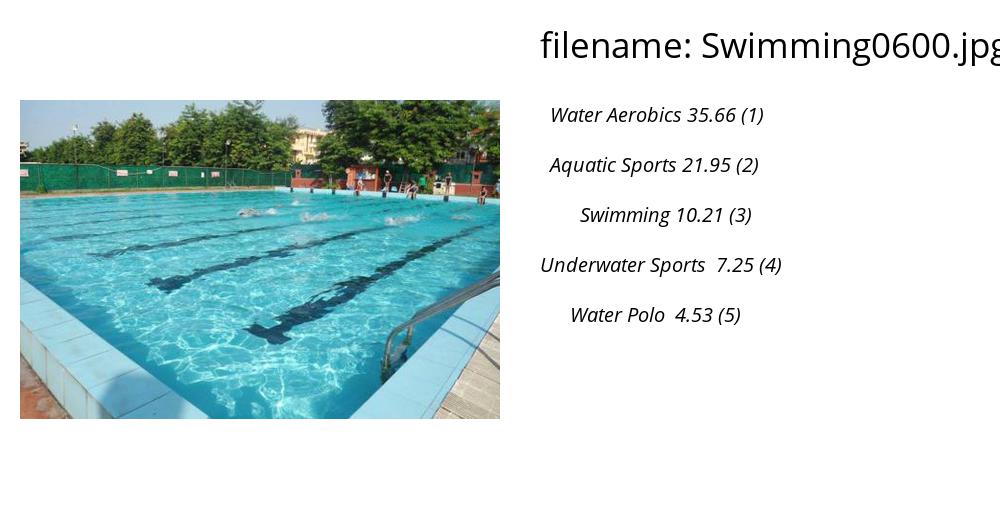 filename: Swimming0600.jpg
Water Aerobics 35.66 (1)
Aquatic Sports 21.95 (2)
Swimming 10.21 (3)
Underwater Sports 7.25 (4)
Water Polo 4.53 (5)